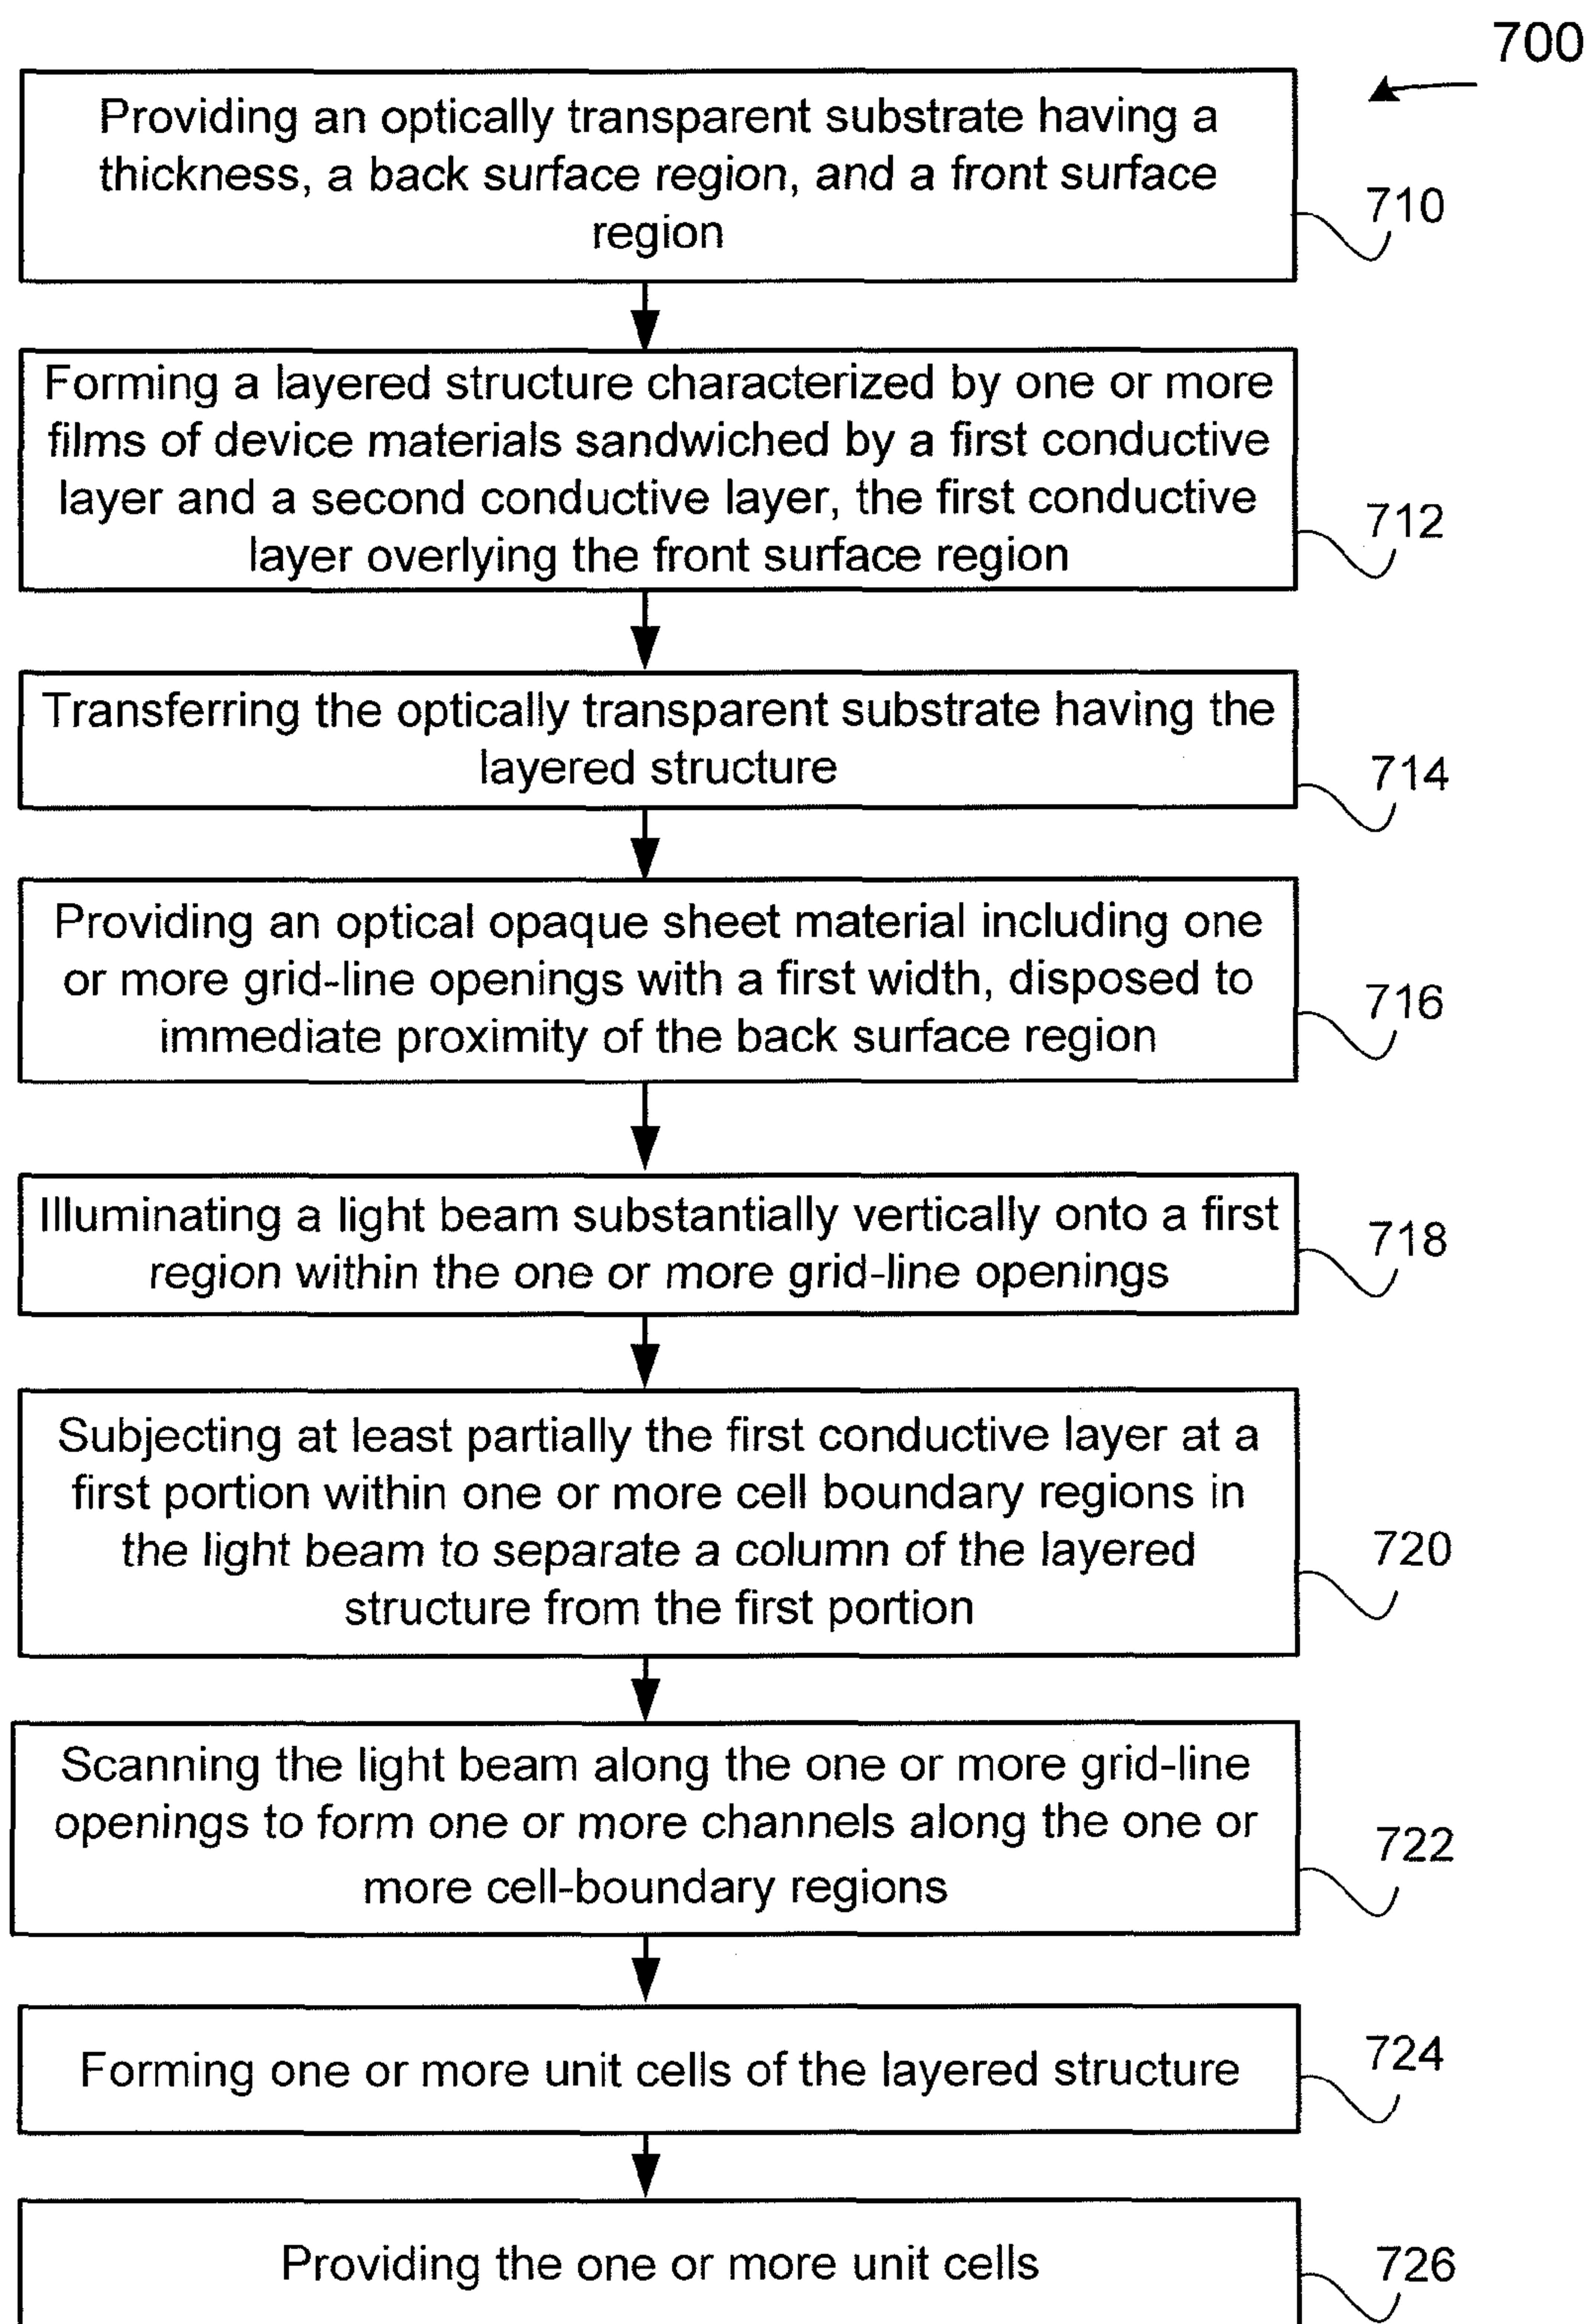 700
Providing an optically transparent substrate having a
thickness, a back surface region, and a front surface
region
710
Forming a layered structure characterized by one or more
films of device materials sandwiched by a first conductive
layer and a second conductive layer, the first conductive
layer overlying the front surface region
712
Transferring the optically transparent substrate having the
layered structure
714
Providing an optical opaque sheet material including one
or more grid-line openings with a first width, disposed to
immediate proximity of the back surface region
716
Illuminating a light beam substantially vertically onto a first
region within the one or more grid-line openings
718
Subjecting at least partially the first conductive layer at a
first portion within one or more cell boundary regions in
the light beam to separate a column of the layered
structure from the first portion
720
Scanning the light beam along the one or more grid-line
openings to form one or more channels along the one or
more cell-boundary regions
722
Forming one or more unit cells of the layered structure
724
Providing the one or more unit cells
726